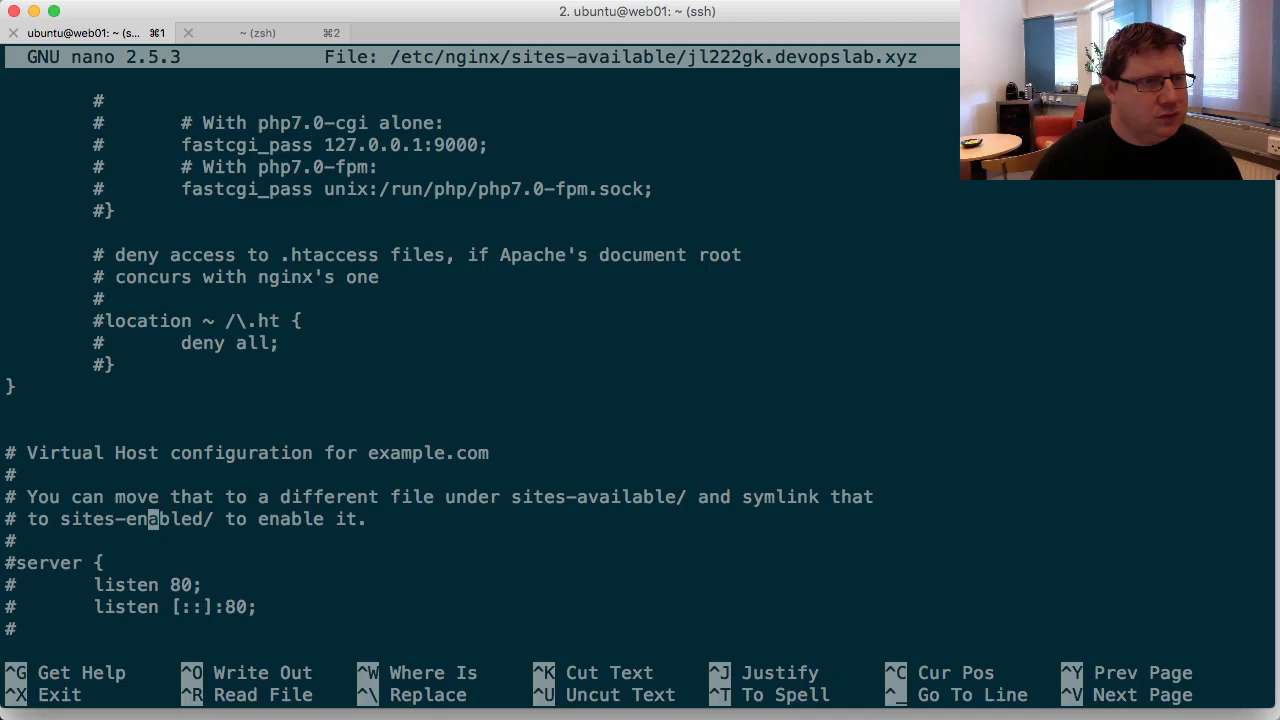 2. ubuntu@web01: ~ (ssh)
ubuntu@web01: ~ (s... ⌘1
~ (zsh) ⌘2
GNU nano 2.5.3 File: /etc/nginx/sites-available/jl222gk.devopslab.xyz
#
# # With php7.0-cgi alone:
# fastcgi_pass 127.0.0.1:9000;
# # With php7.0-fpm:
# fastcgi_pass unix:/run/php/php7.0-fpm.sock;
#}
# deny access to .htaccess files, if Apache's document root
# concurs with nginx's one
#
#location ~ /\.ht {
# deny all;
#}
}
# Virtual Host configuration for example.com
#
# You can move that to a different file under sites-available/ and symlink that
# to sites-enabled/ to enable it.
#
#server {
# listen 80;
# listen [::]:80;
#
^G Get Help ^O Write Out ^W Where Is ^K Cut Text ^J Justify ^C Cur Pos ^Y Prev Page
^X Exit ^R Read File ^\ Replace ^U Uncut Text ^T To Spell ^_ Go To Line ^V Next Page